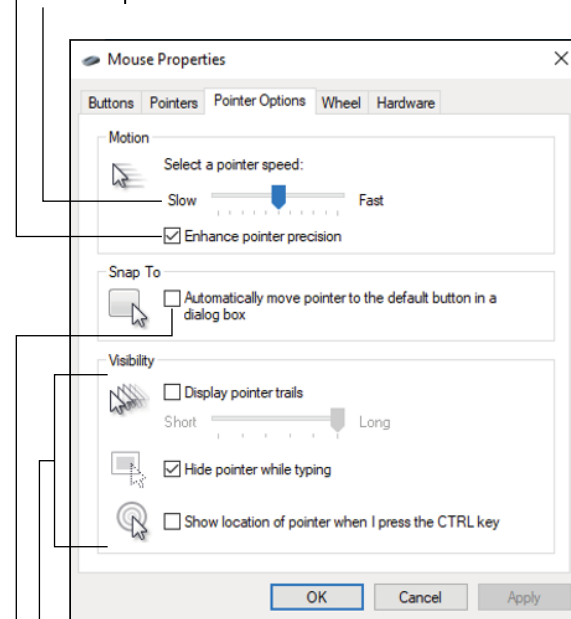 Mouse Properties
Buttons Pointers Pointer Options Wheel Hardware
Motion
Select a pointer speed:
Slow Fast
Enhance pointer precision
Snap To
Automatically move pointer to the default button in a
dialog box
Visibility
Display pointer trails
Short Long
Hide pointer while typing
Show location of pointer when I press the CTRL key
OK Cancel Apply